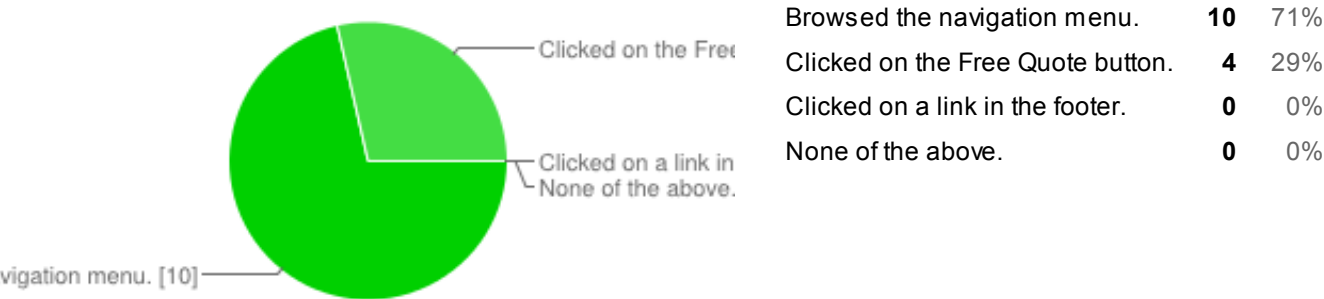 Clicked on the Free
Clicked on a link in
None of the above.
vigation menu. [10]
Browsed the navigation menu. 10 71%
Clicked on the Free Quote button. 4 29%
Clicked on a link in the footer. 0 0%
None of the above. 0 0%